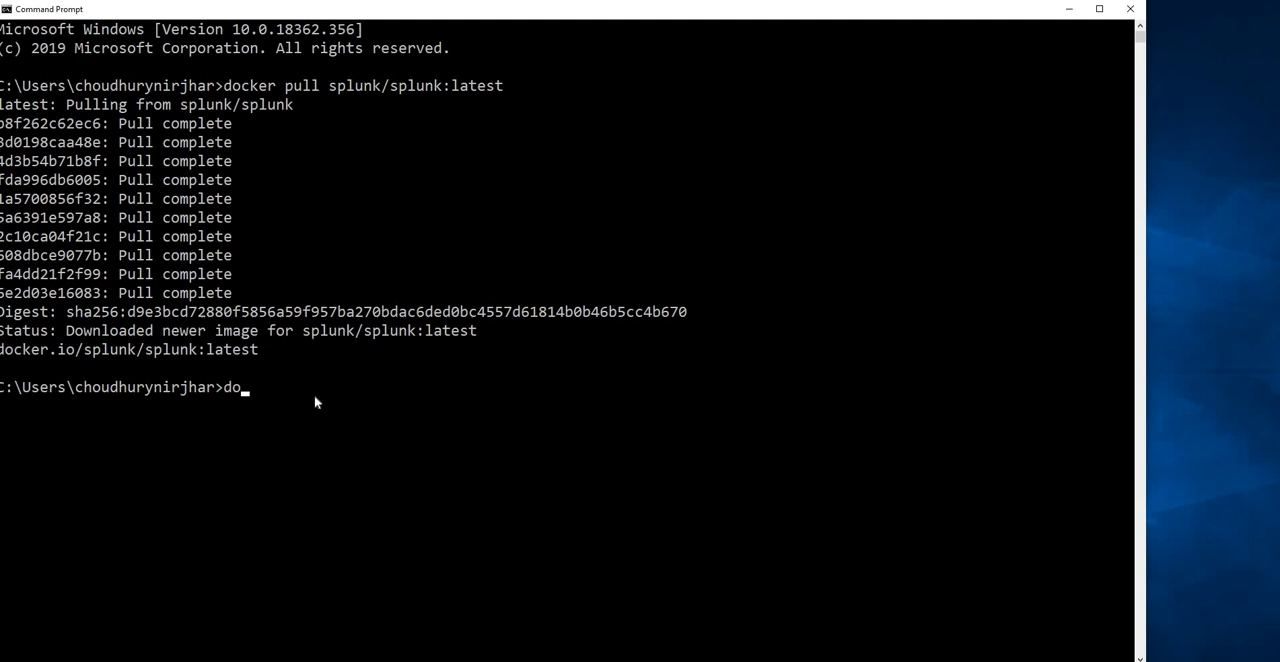 Command Prompt
Microsoft Windows [Version 10.0.18362.356]
(c) 2019 Microsoft Corporation. All rights reserved.
C:\Users\choudhurynirjhar>docker pull splunk/splunk:latest
latest: Pulling from splunk/splunk
b8f262c62ec6: Pull complete
3d0198caa48e: Pull complete
4d3b54b71b8f: Pull complete
fda996db6005: Pull complete
1a5700856f32: Pull complete
5a6391e597a8: Pull complete
2c10ca04f21c: Pull complete
608dbce9077b: Pull complete
fa4dd21f2f99: Pull complete
6e2d03e16083: Pull complete
Digest: sha256:d9e3bcd72880f5856a59f957ba270bdac6ded0bc4557d61814b0b46b5cc4b670
Status: Downloaded newer image for splunk/splunk:latest
docker.io/splunk/splunk:latest
C:\Users\choudhurynirjhar>do